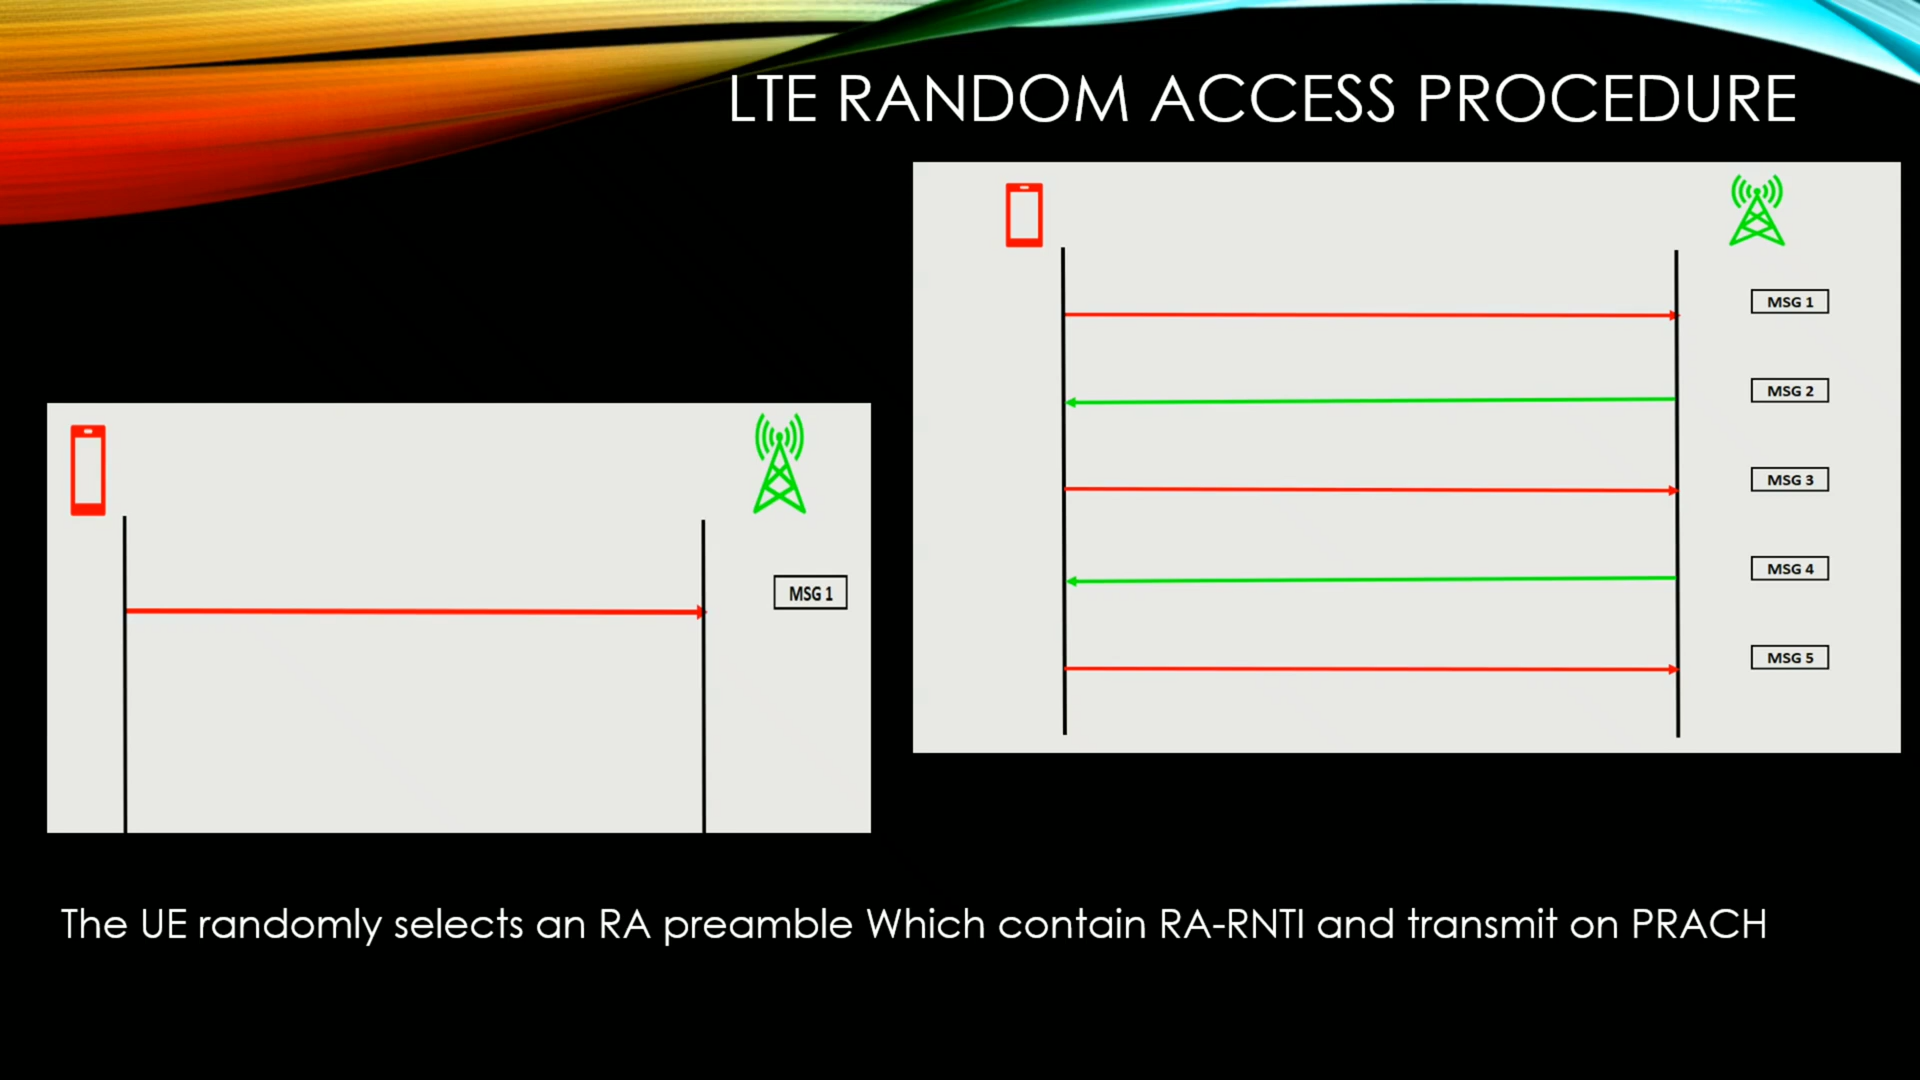 LTE RANDOM ACCESS PROCEDURE
MSG 1
MSG 2
MSG 3
MSG 4
MSG 5
MSG 1
The UE randomly selects an RA preamble Which contain RA-RNTI and transmit on PRACH